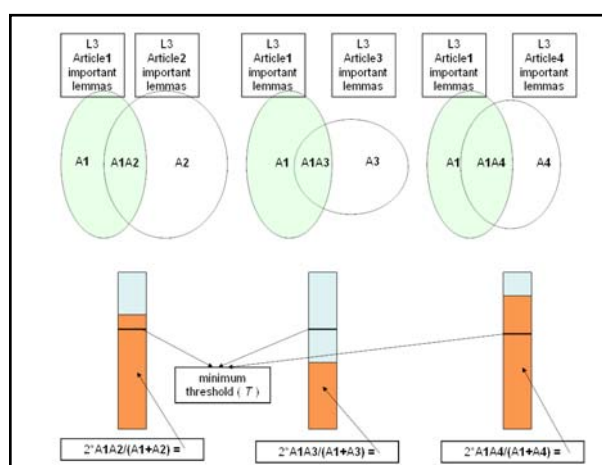 L3
Article1
important
lemmas
L3
Article2
important
lemmas
L3
Article1
important
lemmas
L3
Article3
important
lemmas
L3
Article1
important
lemmas
L3
Article4
important
lemmas
A1
A1A2
A2
A1
A1A3
A3
A1
A1A4
A4
minimum
threshold ( T )
2*A1A2/(A1+A2) =
2*A1A3/(A1+A3) =
2*A1A4/(A1+A4) =